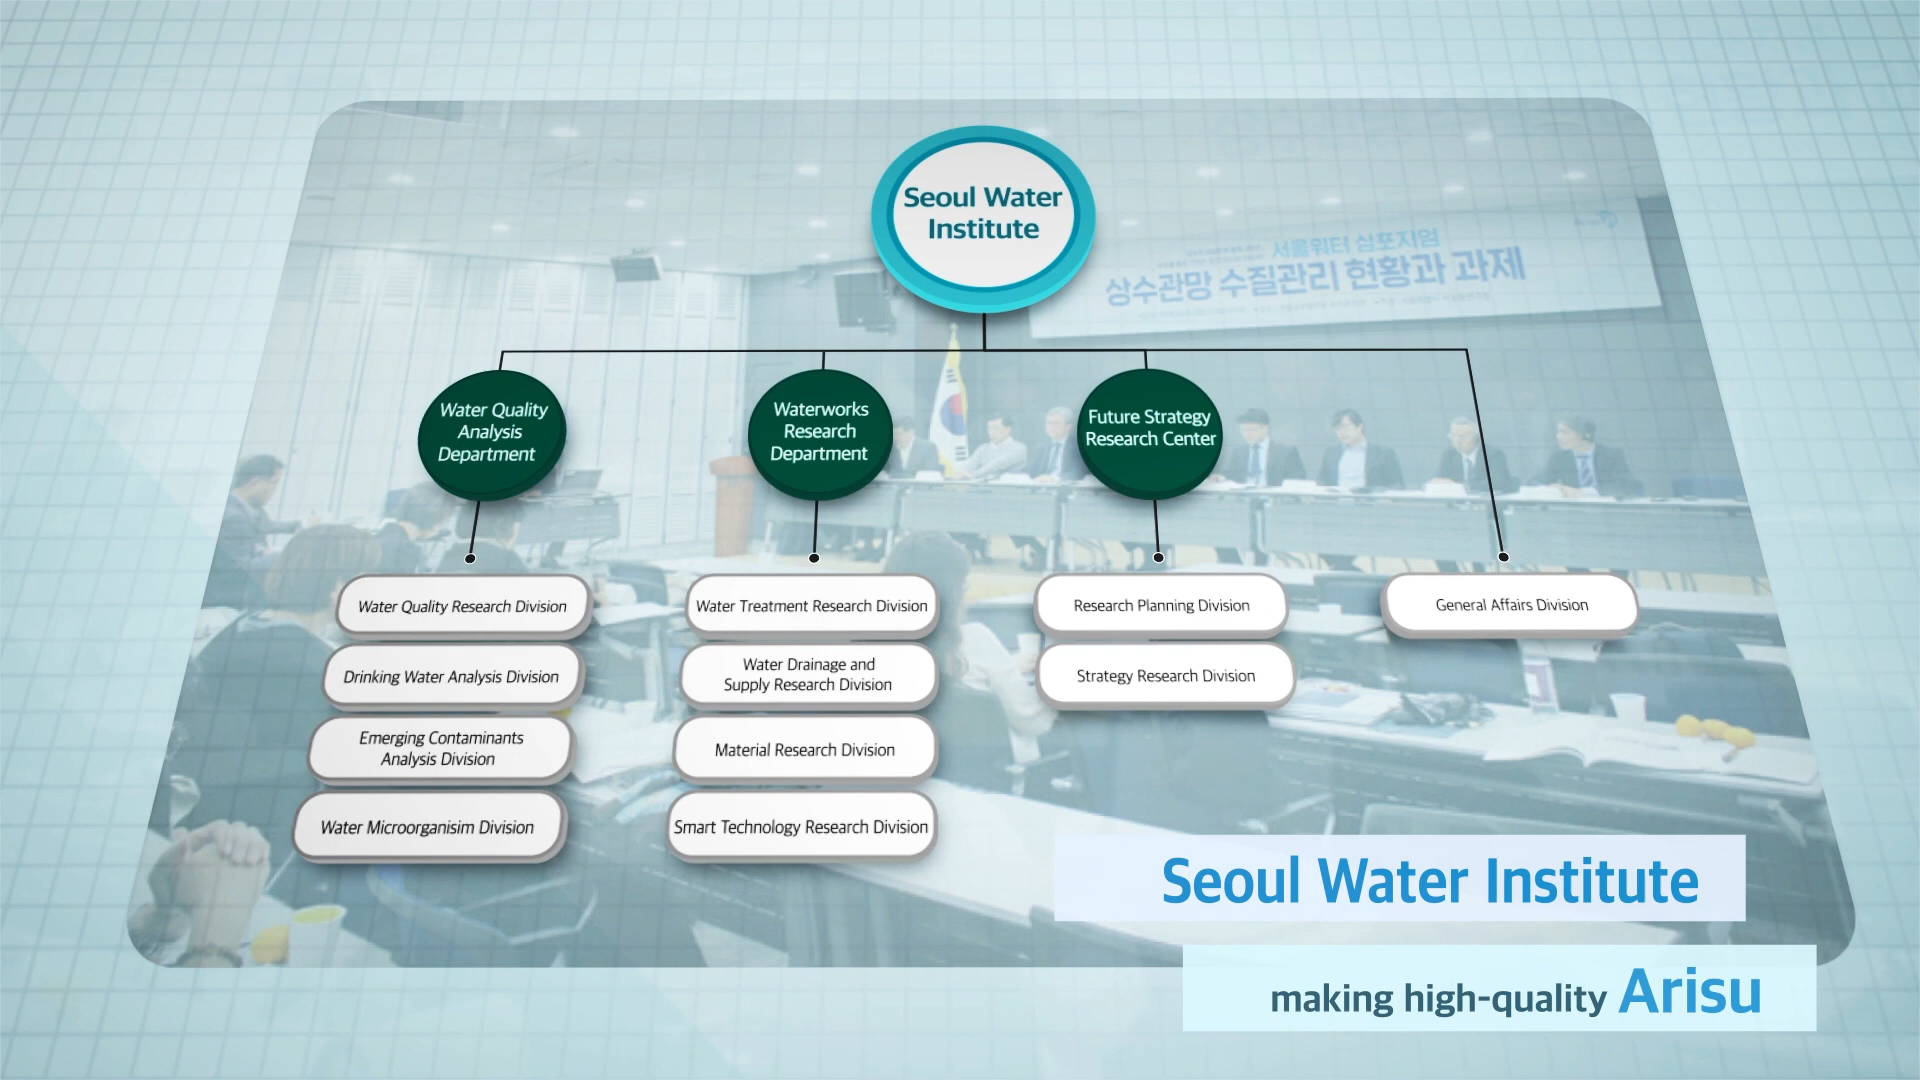 Seoul Water
Institute
서울워터 심포지엄
상수관망 수질관리 현황과 과제
Water Quality
Analysis
Department
Waterworks
Research
Department
Future Strategy
Research Center
Water Quality Research Division
Drinking Water Analysis Division
Emerging Contaminants
Analysis Division
Water Microorganisim Division
Water Treatment Research Division
Water Drainage and
Supply Research Division
Material Research Division
Smart Technology Research Division
Research Planning Division
Strategy Research Division
General Affairs Division
Seoul Water Institute
making high-quality Arisu